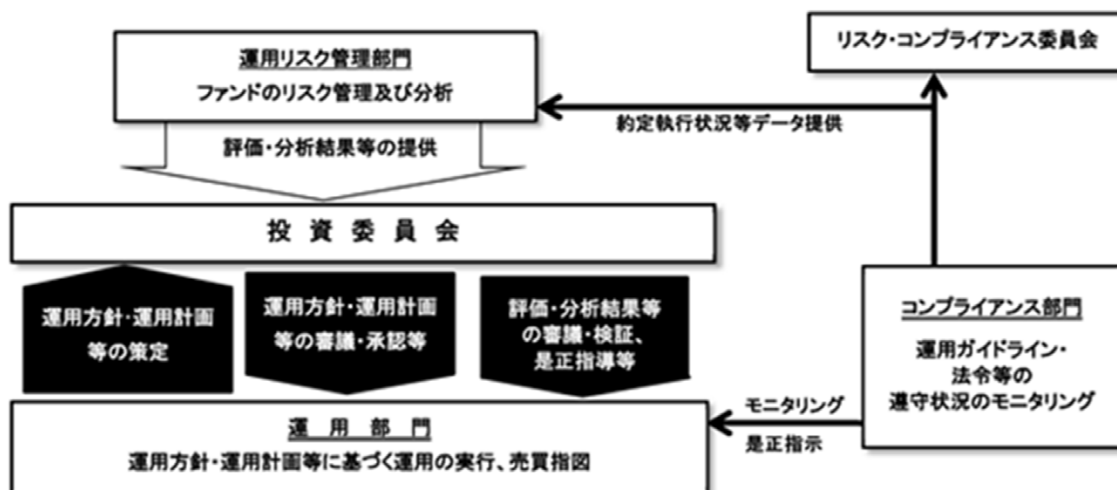 運用リスク管理部門
ファンドのリスク管理及び分析
リスク・コンプライアンス委員会
約定執行状況等データ提供
評価・分析結果等の提供
投資委員会
運用方針・運用計画
等の策定
運用方針・運用計画
等の審議・承認等
評価・分析結果等
の審議・検証、
是正指導等
コンプライアンス部門
運用ガイドライン・
法令等の
遵守状況のモニタリング
モニタリング
是正指示
運用部門
運用方針・運用計画等に基づく運用の実行、売買指図